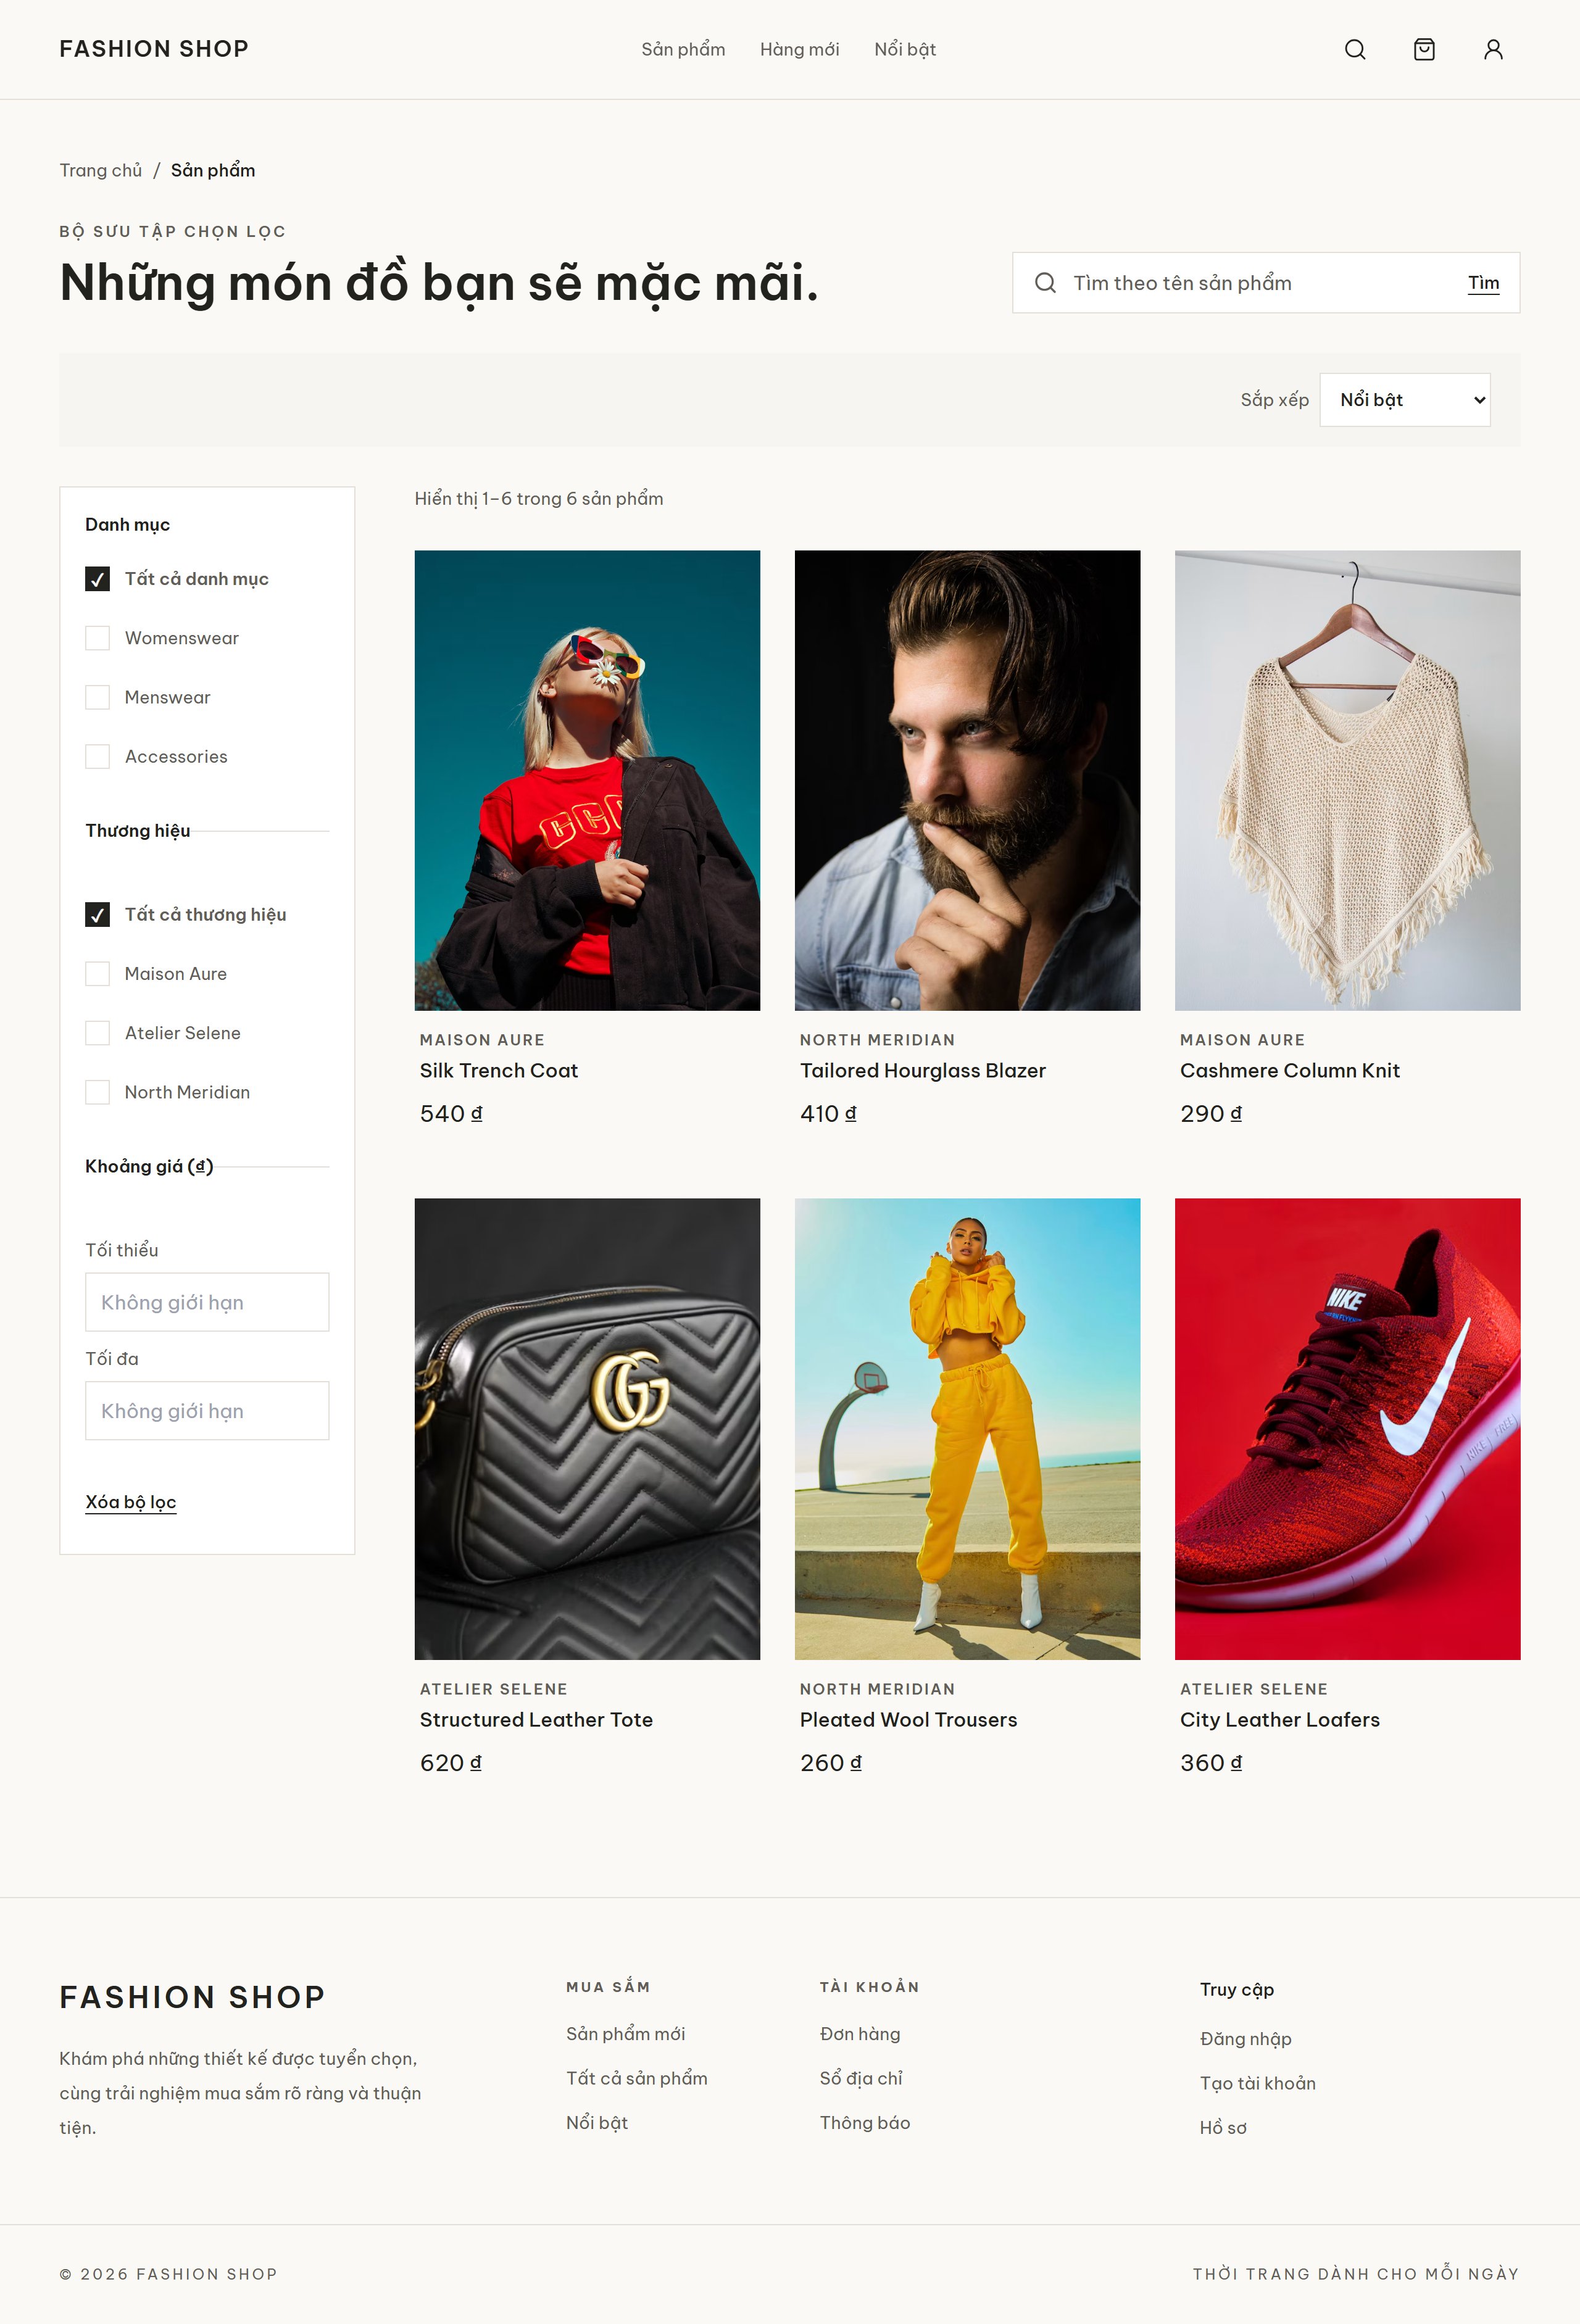 FASHION SHOP
Sản phẩm
Hàng mới
Nổi bật
Trang chủ / Sản phẩm
BỘ SƯU TẬP CHỌN LỌC
Những món đồ bạn sẽ mặc mãi.
Tìm theo tên sản phẩm
Tìm
Sắp xếp
Nổi bật
Danh mục
Tất cả danh mục
Womenswear
Menswear
Accessories
Thương hiệu
Tất cả thương hiệu
Maison Aure
Atelier Selene
North Meridian
Khoảng giá (₫)
Tối thiểu
Không giới hạn
Tối đa
Không giới hạn
Xóa bộ lọc
Hiển thị 1–6 trong 6 sản phẩm
MAISON AURE
Silk Trench Coat
540 ₫
NORTH MERIDIAN
Tailored Hourglass Blazer
410 ₫
MAISON AURE
Cashmere Column Knit
290 ₫
NIKE
NIKE FREE
ATELIER SELENE
Structured Leather Tote
620 ₫
NORTH MERIDIAN
Pleated Wool Trousers
260 ₫
ATELIER SELENE
City Leather Loafers
360 ₫
FASHION SHOP
Khám phá những thiết kế được tuyển chọn,
cùng trải nghiệm mua sắm rõ ràng và thuận
tiện.
MUA SẮM
Sản phẩm mới
Tất cả sản phẩm
Nổi bật
TÀI KHOẢN
Đơn hàng
Sổ địa chỉ
Thông báo
Truy cập
Đăng nhập
Tạo tài khoản
Hồ sơ
© 2026 FASHION SHOP
THỜI TRANG DÀNH CHO MỖI NGÀY